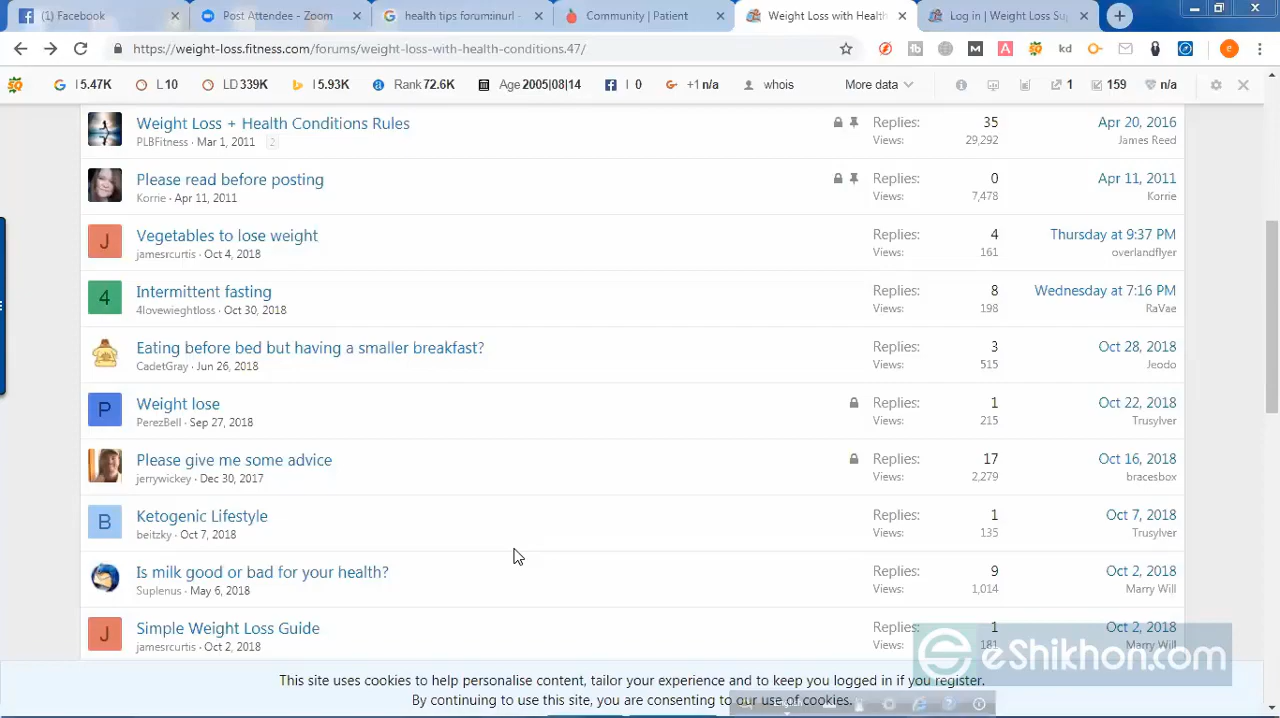 (1) Facebook
Post Attendee - Zoom
health tips forum:inurl -
Community | Patient
Weight Loss with Health
Log in | Weight Loss Su
https://weight-loss.fitness.com/forums/weight-loss-with-health-conditions.47/
I 5.47K
L 10
LD 339K
I 5.93K
Rank 72.6K
Age 2005|08|14
I 0
+1 n/a
whois
More data
1
159
n/a
Weight Loss + Health Conditions Rules
PLBFitness · Mar 1, 2011 2
Replies: 35
Views: 29,292
Apr 20, 2016
James Reed
Please read before posting
Korrie · Apr 11, 2011
Replies: 0
Views: 7,478
Apr 11, 2011
Korrie
J
Vegetables to lose weight
jamesrcurtis · Oct 4, 2018
Replies: 4
Views: 161
Thursday at 9:37 PM
overlandflyer
4
Intermittent fasting
4lovewieghtloss · Oct 30, 2018
Replies: 8
Views: 198
Wednesday at 7:16 PM
RaVae
Eating before bed but having a smaller breakfast?
CadetGray · Jun 26, 2018
Replies: 3
Views: 515
Oct 28, 2018
Jeodo
P
Weight lose
PerezBell · Sep 27, 2018
Replies: 1
Views: 215
Oct 22, 2018
Trusylver
Please give me some advice
jerrywickey · Dec 30, 2017
Replies: 17
Views: 2,279
Oct 16, 2018
bracesbox
B
Ketogenic Lifestyle
beitzky · Oct 7, 2018
Replies: 1
Views: 135
Oct 7, 2018
Trusylver
Is milk good or bad for your health?
Suplenus · May 6, 2018
Replies: 9
Views: 1,014
Oct 2, 2018
Marry Will
J
Simple Weight Loss Guide
jamesrcurtis · Oct 2, 2018
Replies: 1
Views: 181
Oct 2, 2018
Marry Will
eShikhon.com
This site uses cookies to help personalise content, tailor your experience and to keep you logged in if you register.
By continuing to use this site, you are consenting to our use of cookies.